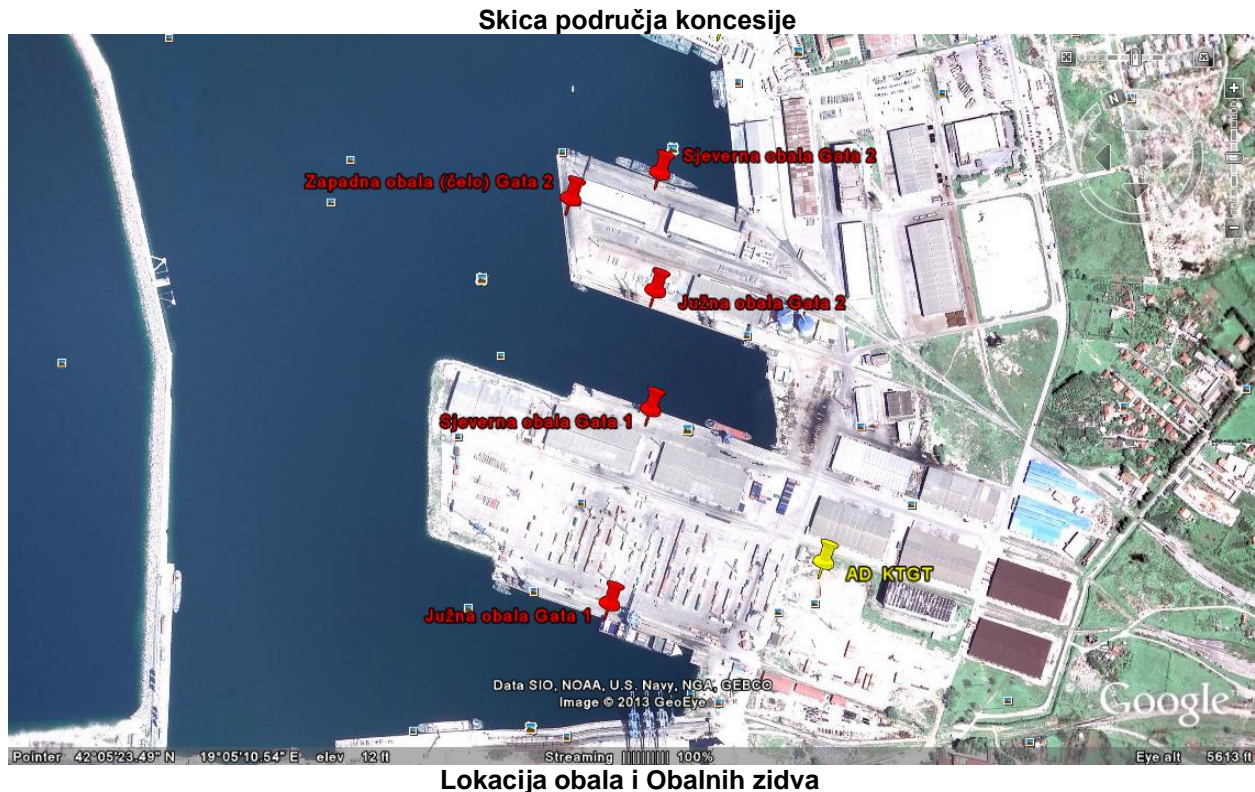 Skica područja koncesije
Sjeverna obala Gata 2
Zapadna obala (čelo) Gata 2
Južna obala Gata 2
Sjeverna obala Gata 1
AD KTGT
Južna obala Gata 1
Data SIO, NOAA, U.S. Navy, NGA, GEBCO
Image © 2013 GeoEye
Google
N
Pointer 42°05'23.49" N 19°05'10.54" E elev 12 ft Streaming 100% Eye alt 5613 ft
Lokacija obala i Obalnih zidva